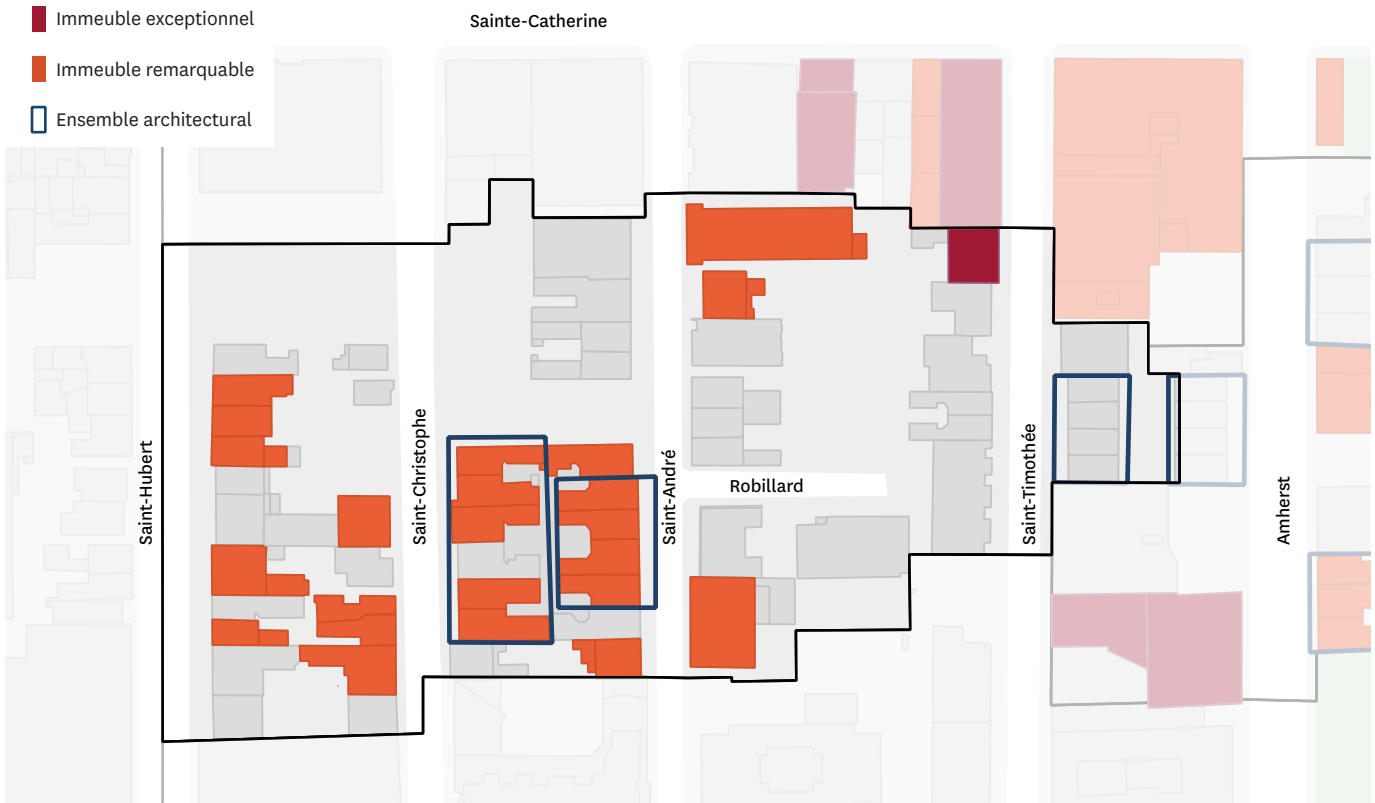 Immeuble exceptionnel
Sainte-Catherine
Immeuble remarquable
Ensemble architectural
Saint-Hubert
Saint-Christophe
Saint-André
Robillard
Saint-Timothée
Amherst